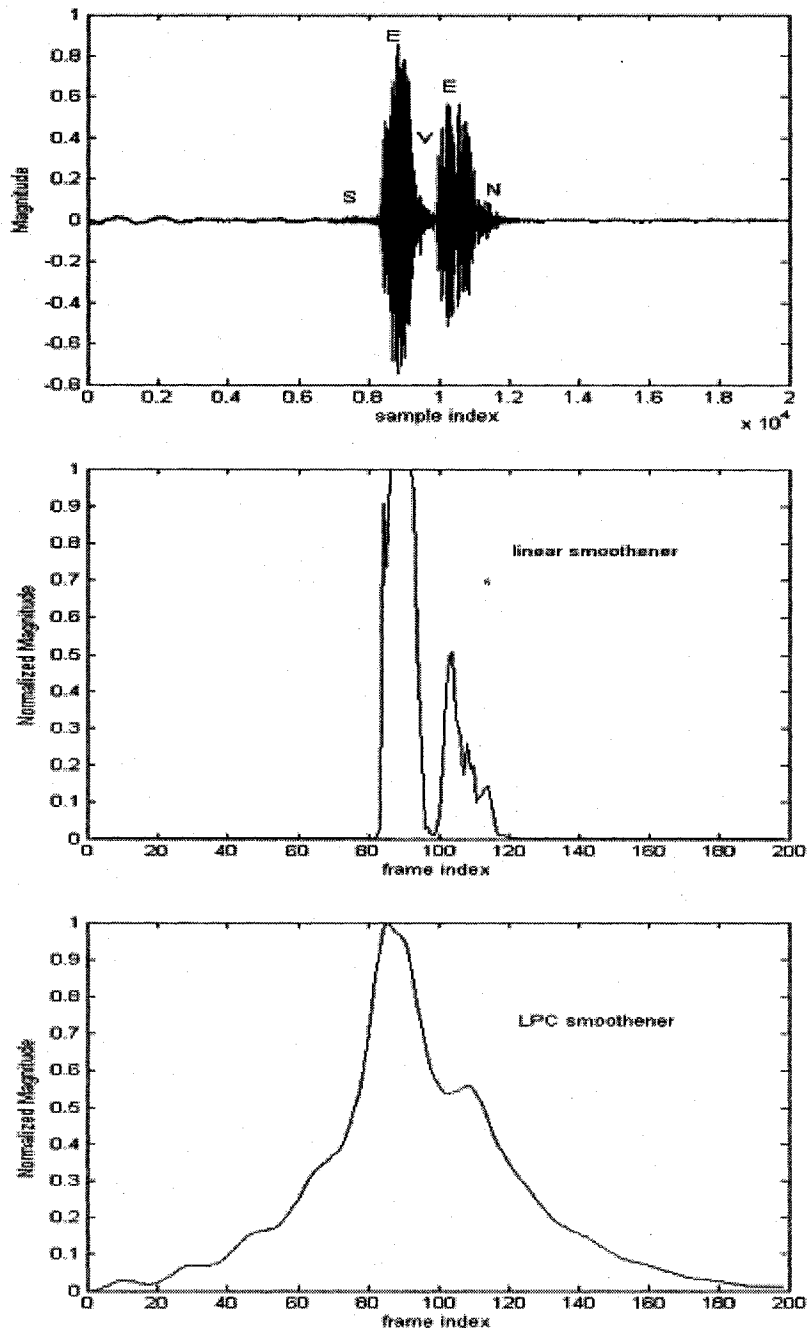 1
0.8
0.6
0.4
0.2
0
-0.2
-0.4
-0.6
-0.8
Magnitude
S
E
V
E
N
0 0.2 0.4 0.6 0.8 1 1.2 1.4 1.6 1.8 2
sample index
x 10^4
1
0.9
0.8
0.7
0.6
0.5
0.4
0.3
0.2
0.1
0
Normalized Magnitude
linear smoothener
0 20 40 60 80 100 120 140 160 180 200
frame index
1
0.9
0.8
0.7
0.6
0.5
0.4
0.3
0.2
0.1
0
Normalized Magnitude
LPC smoothener
0 20 40 60 80 100 120 140 160 180 200
frame index